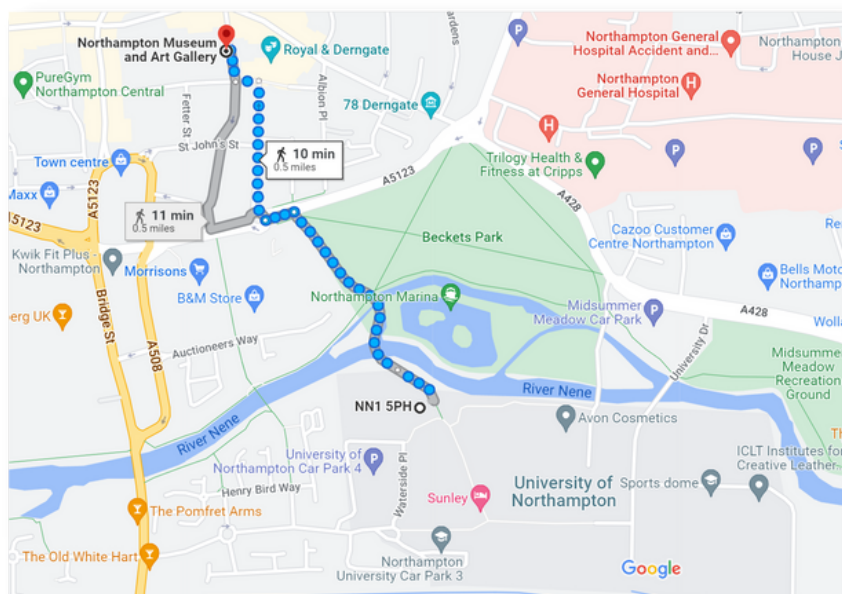 Northampton Museum
and Art Gallery
Royal & Derngate
Gardens
P
Northampton General
Hospital Accident and...
Northampton
House J
PureGym
Northampton Central
Fetter St
Albion Pl
78 Derngate
Northampton
General Hospital
H
H
St John's St
P
P
Town centre
10 min
0.5 miles
Trilogy Health &
Fitness at Cripps
A5123
A5123
Maxx
A5123
11 min
0.5 miles
A428
Beckets Park
Cazoo Customer
Centre Northampton
Kwik Fit Plus -
Northampton
Morrisons
Bells Moto
Northampt
B&M Store
Northampton Marina
Midsummer
Meadow Car Park
P
A428
Wolla
erg UK
Bridge St
A508
Auctioneers Way
University Dr
Midsummer
Meadow
Recreation
Ground
River Nene
NN1 5PH
River Nene
Avon Cosmetics
University of
Northampton Car Park 4
P
Waterside Pl
University of
Northampton
Sports dome
ICLT Institutes for
Creative Leather...
Henry Bird Way
Sunley
The Pomfret Arms
The Old White Hart
Northampton
University Car Park 3
Google